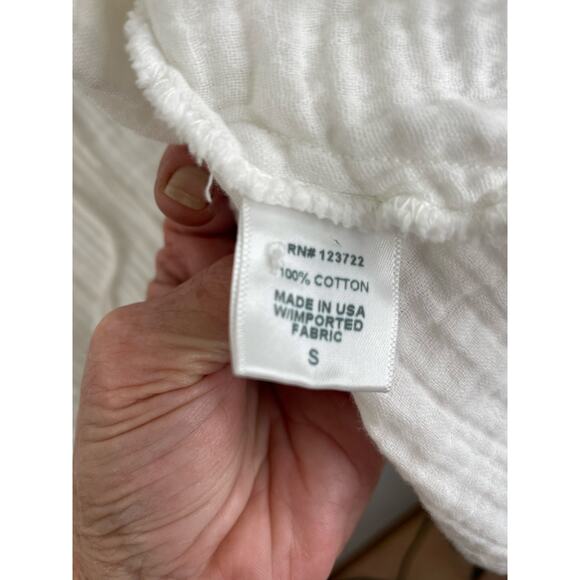 RN# 123722
100% COTTON
MADE IN USA
W/IMPORTED
FABRIC
S